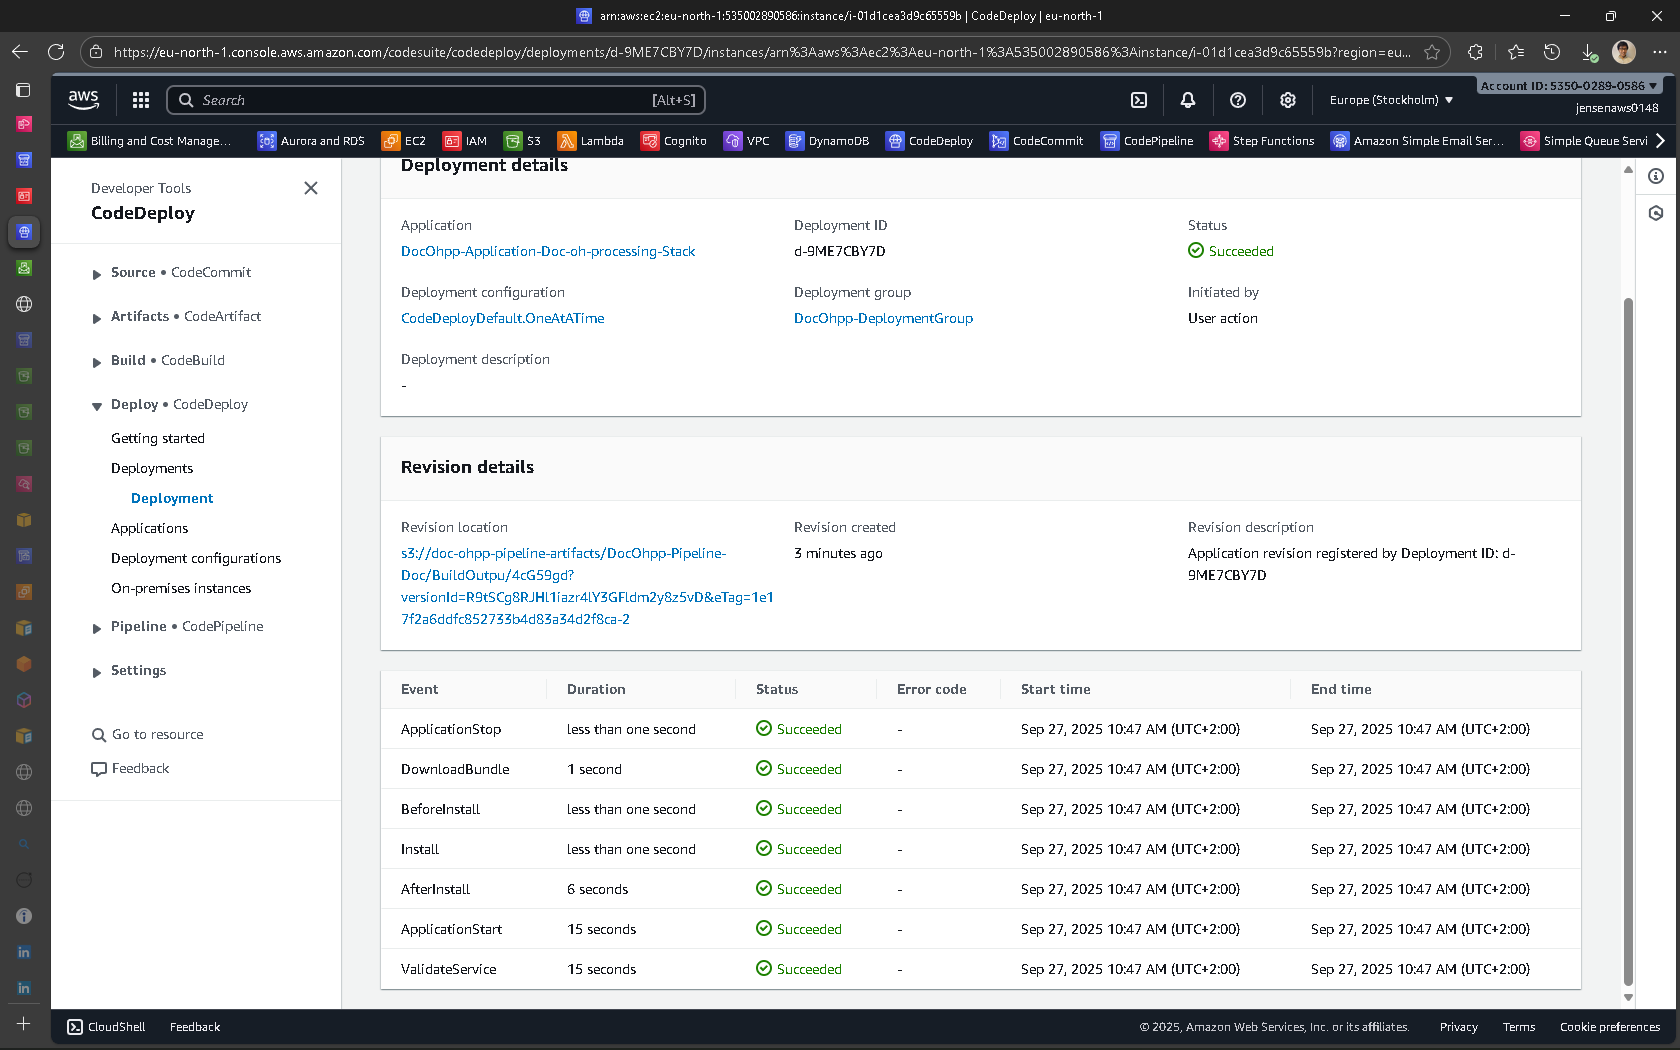 arn:aws:ec2:eu-north-1:535002890586:instance/i-01d1cea3d9c65559b | CodeDeploy | eu-north-1
https://eu-north-1.console.aws.amazon.com/codesuite/codedeploy/deployments/d-9ME7CBY7D/instances/arn%3Aaws%3Aec2%3Aeu-north-1%3A535002890586%3Ainstance/i-01d1cea3d9c65559b?region=eu...
aws
Search
[Alt+S]
Europe (Stockholm)
Account ID: 5350-0289-0586
jensenaws0148
Billing and Cost Manage... Aurora and RDS EC2 IAM S3 Lambda Cognito VPC DynamoDB CodeDeploy CodeCommit CodePipeline Step Functions Amazon Simple Email Ser... Simple Queue Servi
Developer Tools
CodeDeploy
Source • CodeCommit
Artifacts • CodeArtifact
Build • CodeBuild
Deploy • CodeDeploy
Getting started
Deployments
Deployment
Applications
Deployment configurations
On-premises instances
Pipeline • CodePipeline
Settings
Go to resource
Feedback
Deployment details
Application
DocOhpp-Application-Doc-oh-processing-Stack
Deployment ID
d-9ME7CBY7D
Status
Succeeded
Deployment configuration
CodeDeployDefault.OneAtATime
Deployment group
DocOhpp-DeploymentGroup
Initiated by
User action
Deployment description
-
Revision details
Revision location
s3://doc-ohpp-pipeline-artifacts/DocOhpp-Pipeline-
Doc/BuildOutpu/4cG59gd?
versionId=R9tSCg8RJHl1iazr4lY3GFldm2y8z5vD&eTag=1e1
7f2a6ddfc852733b4d83a34d2f8ca-2
Revision created
3 minutes ago
Revision description
Application revision registered by Deployment ID: d-
9ME7CBY7D
Event Duration Status Error code Start time End time
ApplicationStop less than one second Succeeded - Sep 27, 2025 10:47 AM (UTC+2:00) Sep 27, 2025 10:47 AM (UTC+2:00)
DownloadBundle 1 second Succeeded - Sep 27, 2025 10:47 AM (UTC+2:00) Sep 27, 2025 10:47 AM (UTC+2:00)
BeforeInstall less than one second Succeeded - Sep 27, 2025 10:47 AM (UTC+2:00) Sep 27, 2025 10:47 AM (UTC+2:00)
Install less than one second Succeeded - Sep 27, 2025 10:47 AM (UTC+2:00) Sep 27, 2025 10:47 AM (UTC+2:00)
AfterInstall 6 seconds Succeeded - Sep 27, 2025 10:47 AM (UTC+2:00) Sep 27, 2025 10:47 AM (UTC+2:00)
ApplicationStart 15 seconds Succeeded - Sep 27, 2025 10:47 AM (UTC+2:00) Sep 27, 2025 10:47 AM (UTC+2:00)
ValidateService 15 seconds Succeeded - Sep 27, 2025 10:47 AM (UTC+2:00) Sep 27, 2025 10:47 AM (UTC+2:00)
CloudShell Feedback © 2025, Amazon Web Services, Inc. or its affiliates. Privacy Terms Cookie preferences